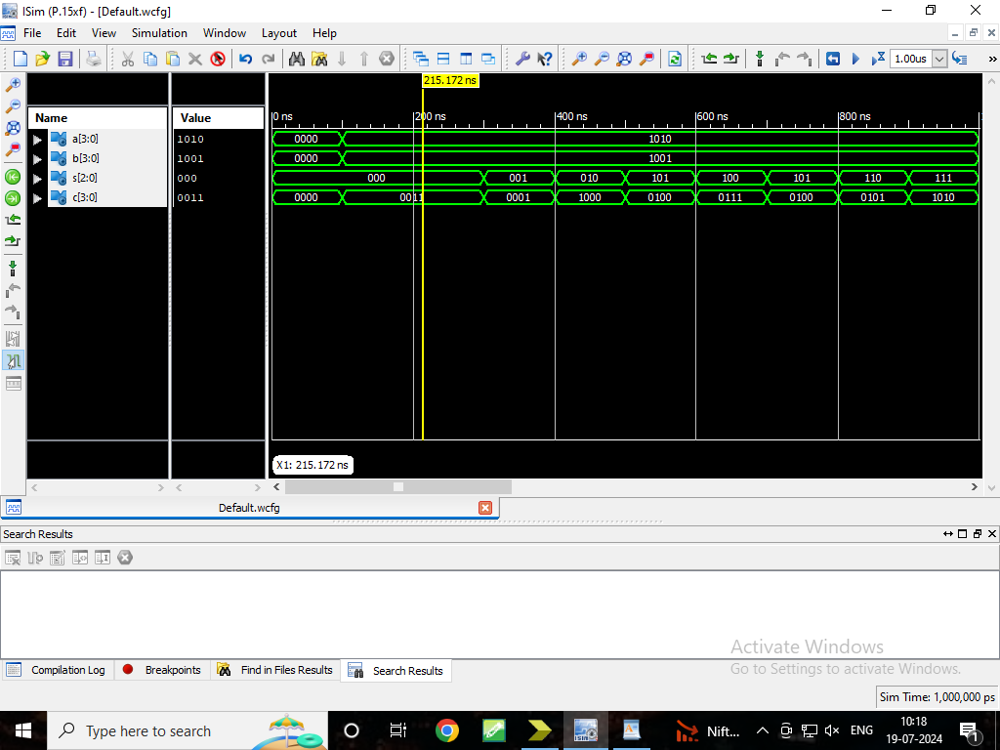 ISim (P.15xf) - [Default.wcfg]
File Edit View Simulation Window Layout Help
1.00us
»
215.172 ns
Name Value
0 ns 200 ns 400 ns 600 ns 800 ns
a[3:0] 1010 0000 1010
b[3:0] 1001 0000 1001
s[2:0] 000 000 001 010 101 100 101 110 111
c[3:0] 0011 0000 0011 0001 1000 0100 0111 0100 0101 1010
X1: 215.172 ns
Default.wcfg
Search Results
Activate Windows
Go to Settings to activate Windows.
Compilation Log Breakpoints Find in Files Results Search Results
Sim Time: 1,000,000 ps
Type here to search
ISim
Nift...
ENG
10:18
19-07-2024
1